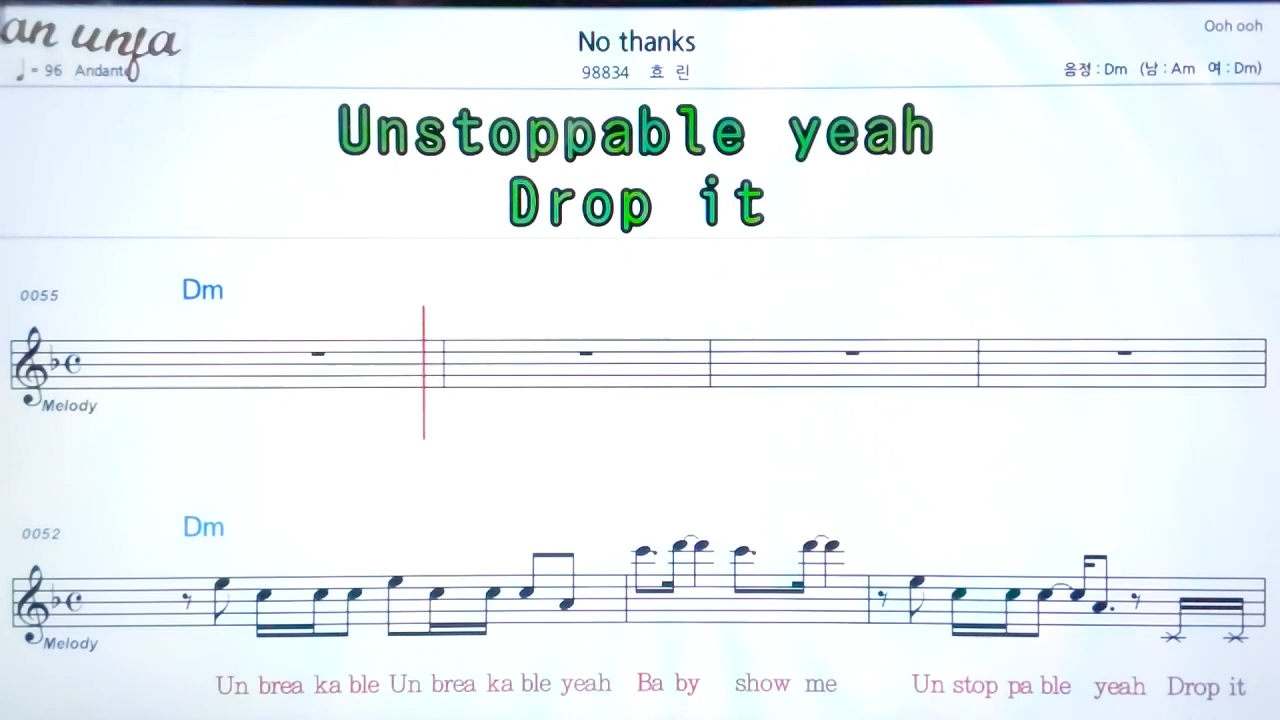 an unfa
No thanks
Ooh ooh
♩ = 96 Andante
98834 효 린
음정 : Dm (남 : Am 여 : Dm)
Unstoppable yeah
Drop it
0055
Dm
Melody
0052
Dm
Melody
Un brea ka ble Un brea ka ble yeah Ba by show me Un stop pa ble yeah Drop it